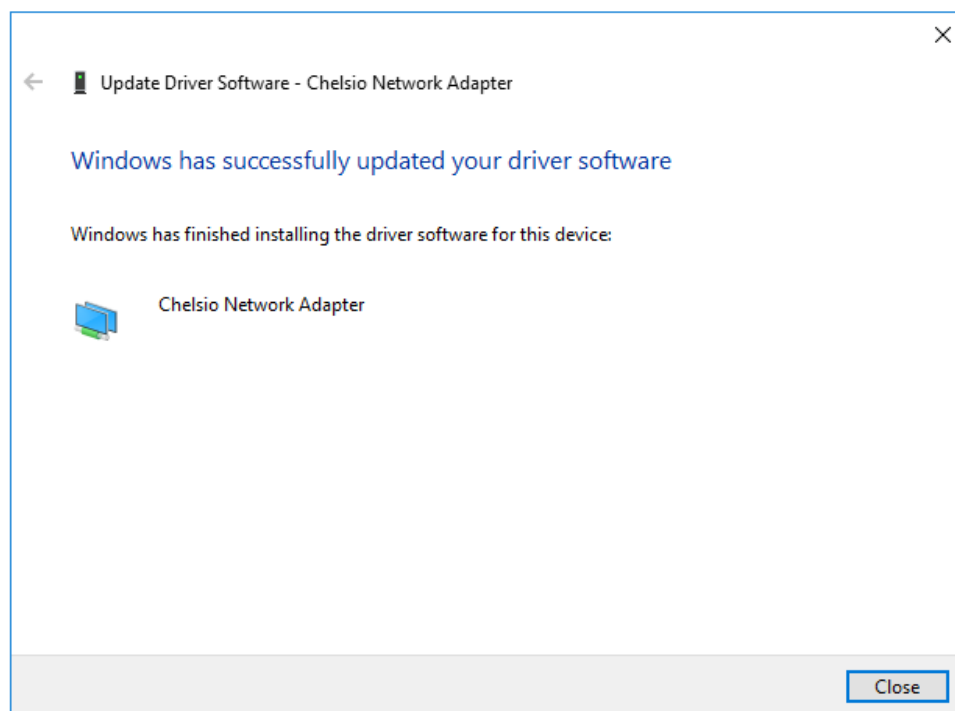 Update Driver Software - Chelsio Network Adapter
Windows has successfully updated your driver software
Windows has finished installing the driver software for this device:
Chelsio Network Adapter
Close